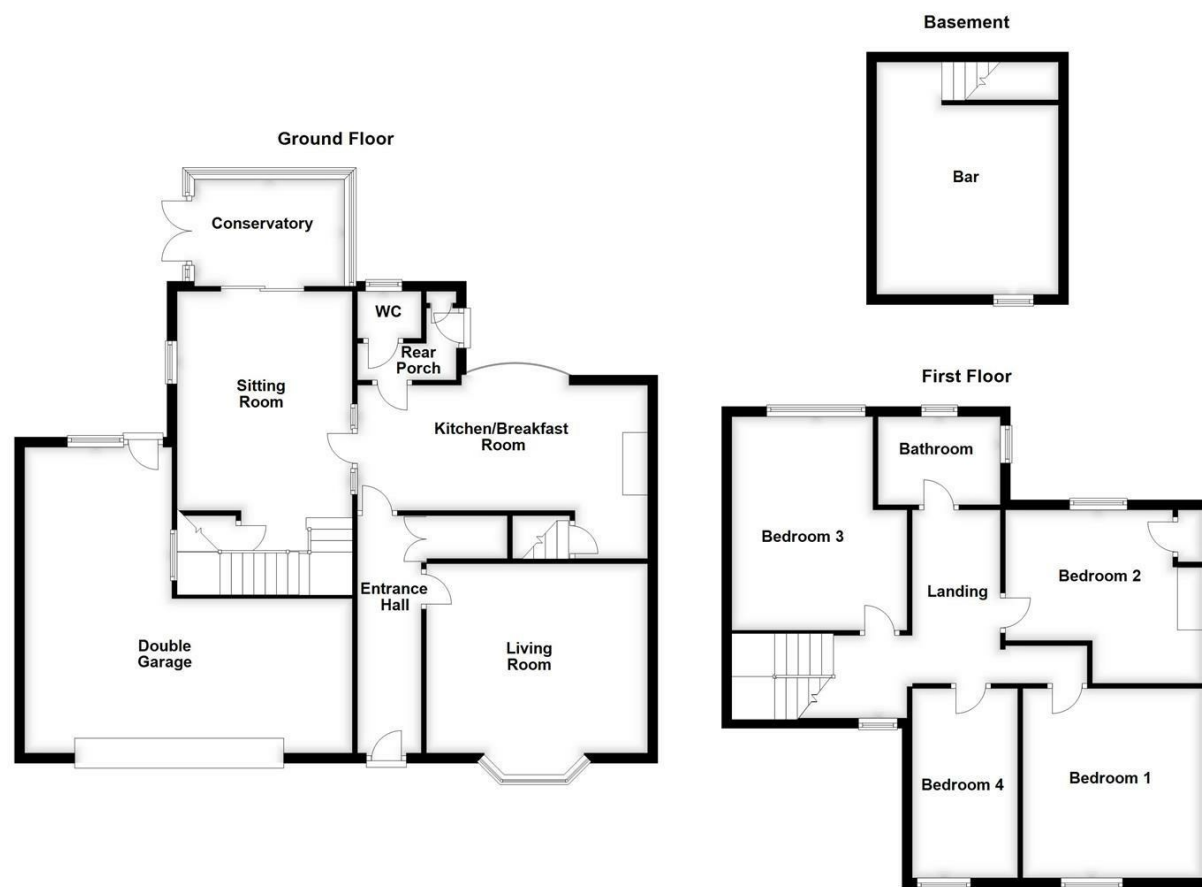 Basement
Bar
Ground Floor
Conservatory
WC
Rear
Porch
Sitting
Room
Kitchen/Breakfast
Room
Entrance
Hall
Double
Garage
Living
Room
First Floor
Bathroom
Bedroom 3
Bedroom 2
Landing
Bedroom 4
Bedroom 1